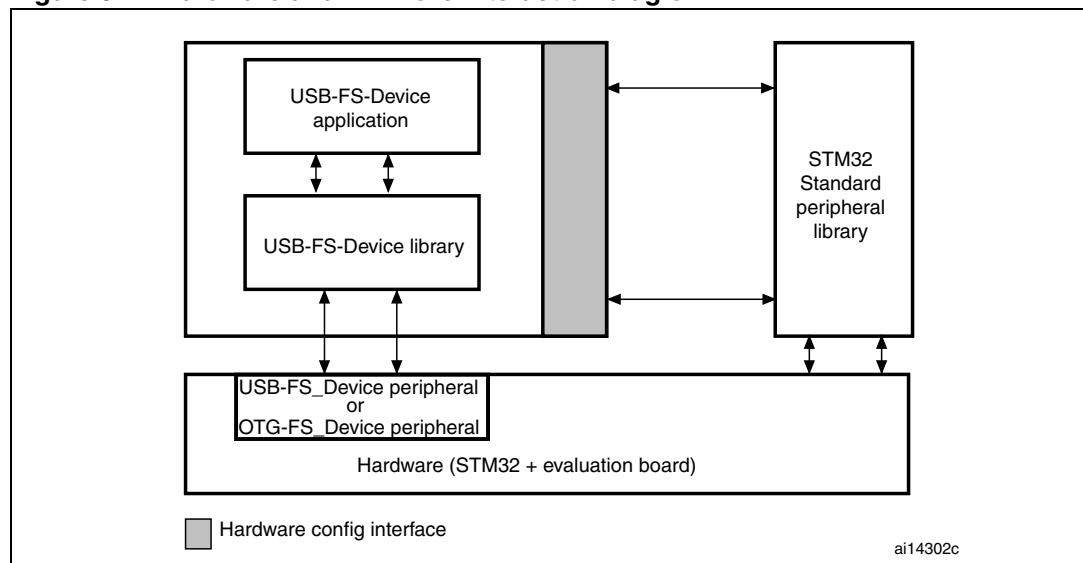 USB-FS-Device
application
USB-FS-Device library
STM32
Standard
peripheral
library
USB-FS_Device peripheral
or
OTG-FS_Device peripheral
Hardware (STM32 + evaluation board)
Hardware config interface
ai14302c